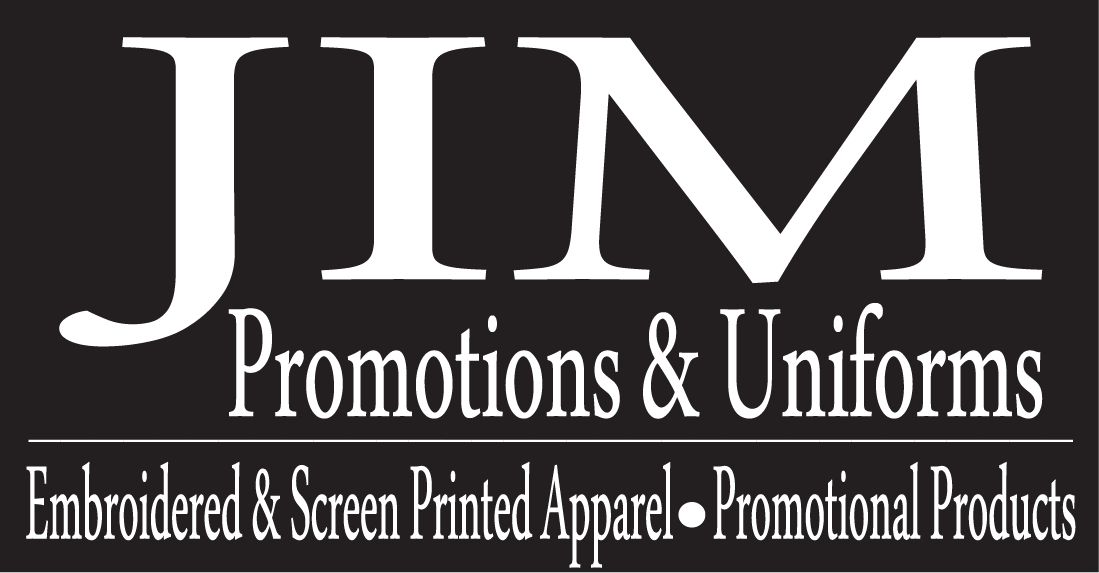 JIM
Promotions & Uniforms
Embroidered & Screen Printed Apparel • Promotional Products